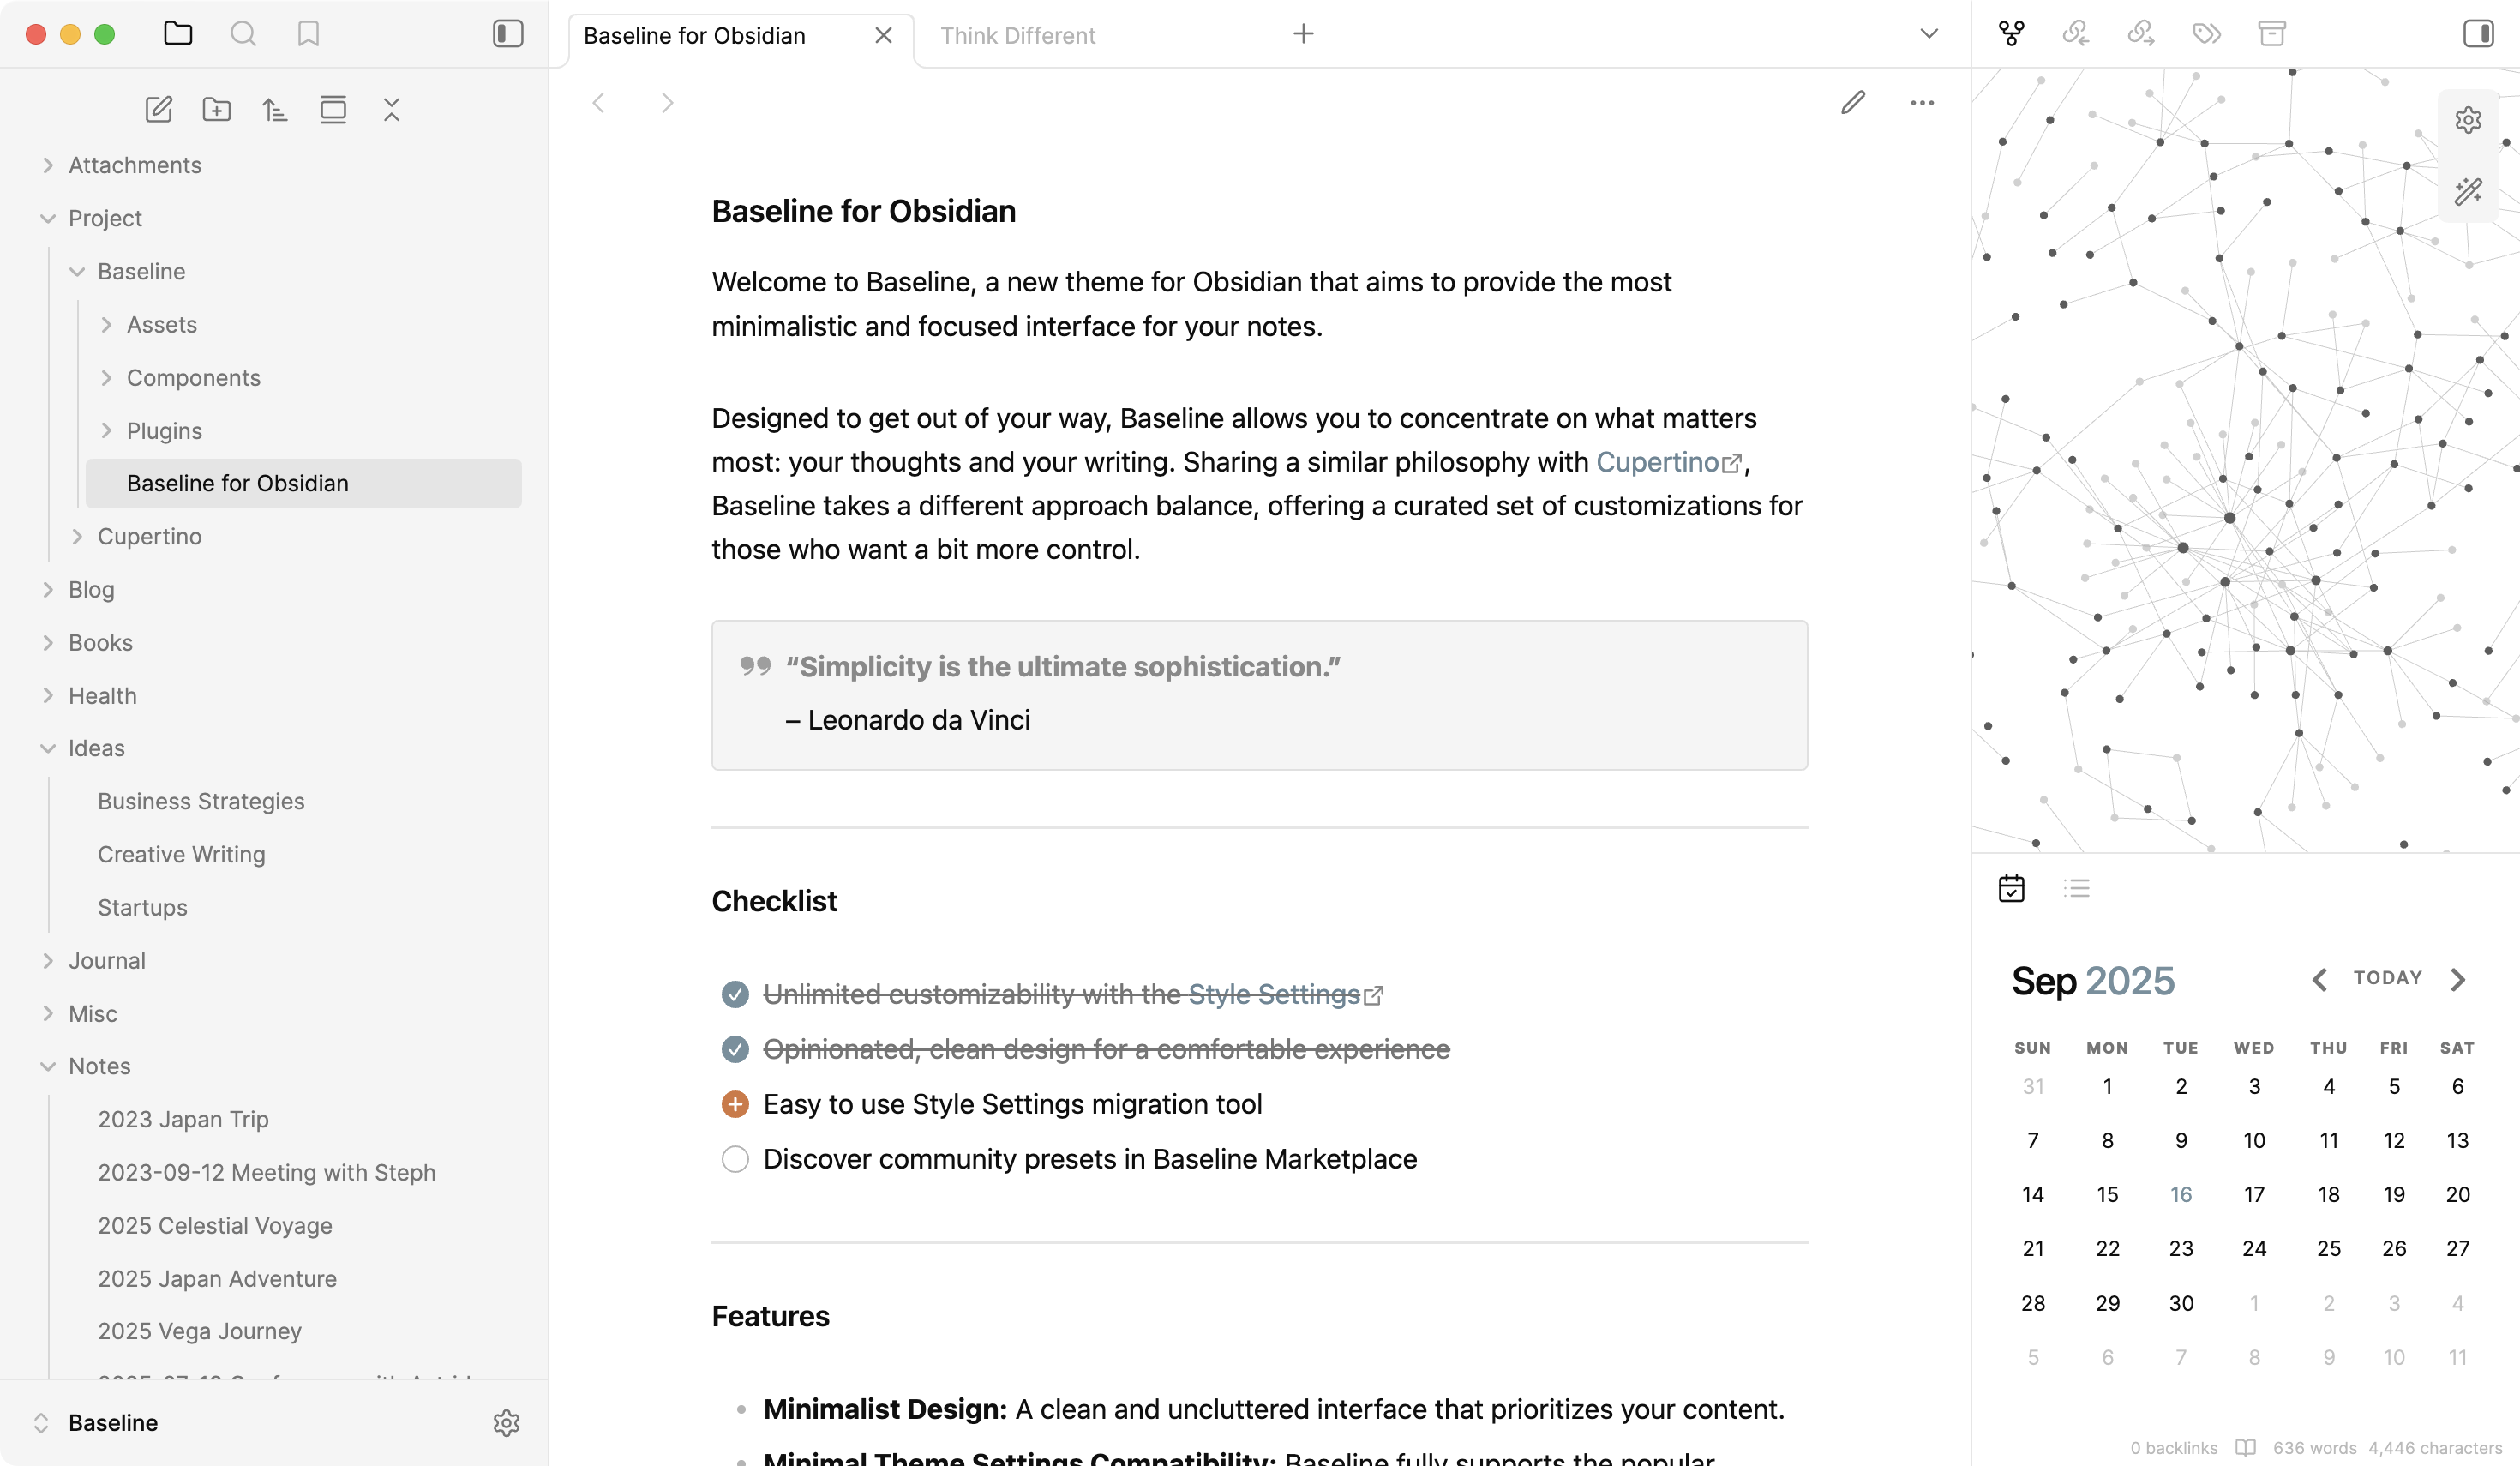 Baseline for Obsidian
Think Different
Attachments
Project
Baseline
Assets
Components
Plugins
Baseline for Obsidian
Cupertino
Blog
Books
Health
Ideas
Business Strategies
Creative Writing
Startups
Journal
Misc
Notes
2023 Japan Trip
2023-09-12 Meeting with Steph
2025 Celestial Voyage
2025 Japan Adventure
2025 Vega Journey
Baseline
Baseline for Obsidian
Welcome to Baseline, a new theme for Obsidian that aims to provide the most
minimalistic and focused interface for your notes.
Designed to get out of your way, Baseline allows you to concentrate on what matters
most: your thoughts and your writing. Sharing a similar philosophy with Cupertino,
Baseline takes a different approach balance, offering a curated set of customizations for
those who want a bit more control.
“Simplicity is the ultimate sophistication.”
– Leonardo da Vinci
Checklist
Unlimited customizability with the Style Settings
Opinionated, clean design for a comfortable experience
Easy to use Style Settings migration tool
Discover community presets in Baseline Marketplace
Features
• Minimalist Design: A clean and uncluttered interface that prioritizes your content.
• Minimal Theme Settings Compatibility: Baseline fully supports the popular
Sep 2025
TODAY
SUN MON TUE WED THU FRI SAT
31 1 2 3 4 5 6
7 8 9 10 11 12 13
14 15 16 17 18 19 20
21 22 23 24 25 26 27
28 29 30 1 2 3 4
5 6 7 8 9 10 11
0 backlinks 636 words 4,446 characters